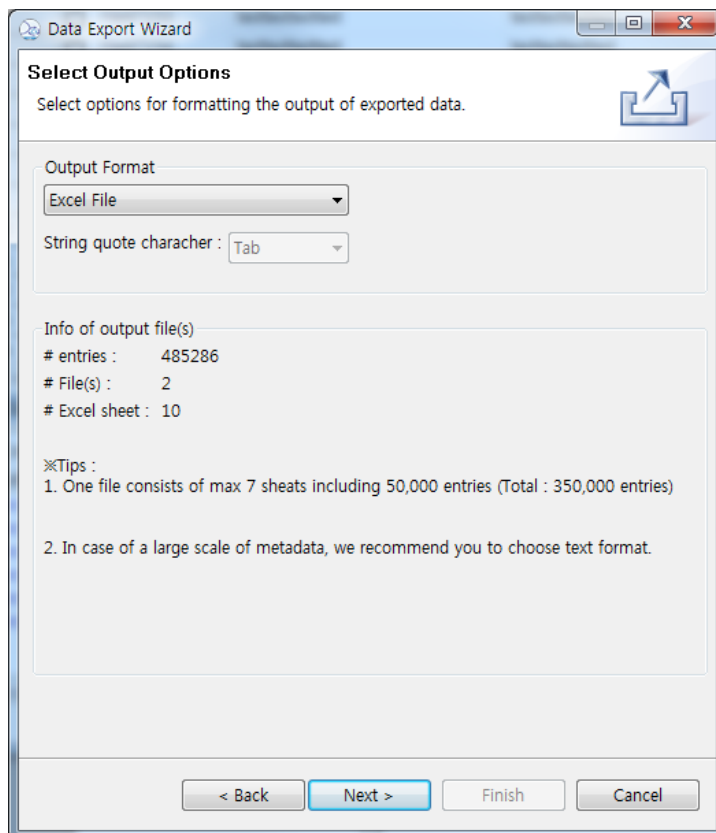 Data Export Wizard
Select Output Options
Select options for formatting the output of exported data.
Output Format
Excel File
String quote characher : Tab
Info of output file(s)
# entries : 485286
# File(s) : 2
# Excel sheet : 10
※Tips :
1. One file consists of max 7 sheats including 50,000 entries (Total : 350,000 entries)
2. In case of a large scale of metadata, we recommend you to choose text format.
< Back Next > Finish Cancel